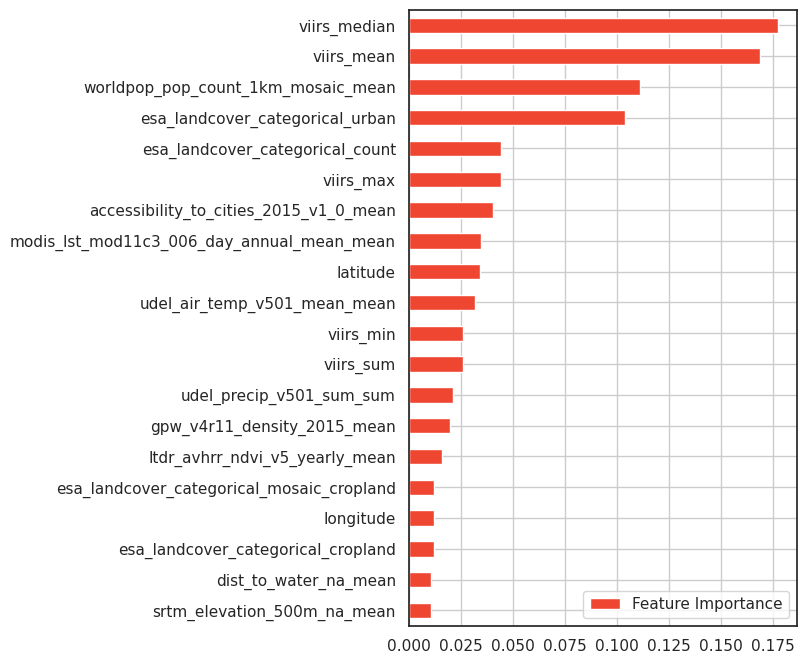 viirs_median
viirs_mean
worldpop_pop_count_1km_mosaic_mean
esa_landcover_categorical_urban
esa_landcover_categorical_count
viirs_max
accessibility_to_cities_2015_v1_0_mean
modis_lst_mod11c3_006_day_annual_mean_mean
latitude
udel_air_temp_v501_mean_mean
viirs_min
viirs_sum
udel_precip_v501_sum_sum
gpw_v4r11_density_2015_mean
ltdr_avhrr_ndvi_v5_yearly_mean
esa_landcover_categorical_mosaic_cropland
longitude
esa_landcover_categorical_cropland
dist_to_water_na_mean
srtm_elevation_500m_na_mean
Feature Importance
0.000 0.025 0.050 0.075 0.100 0.125 0.150 0.175